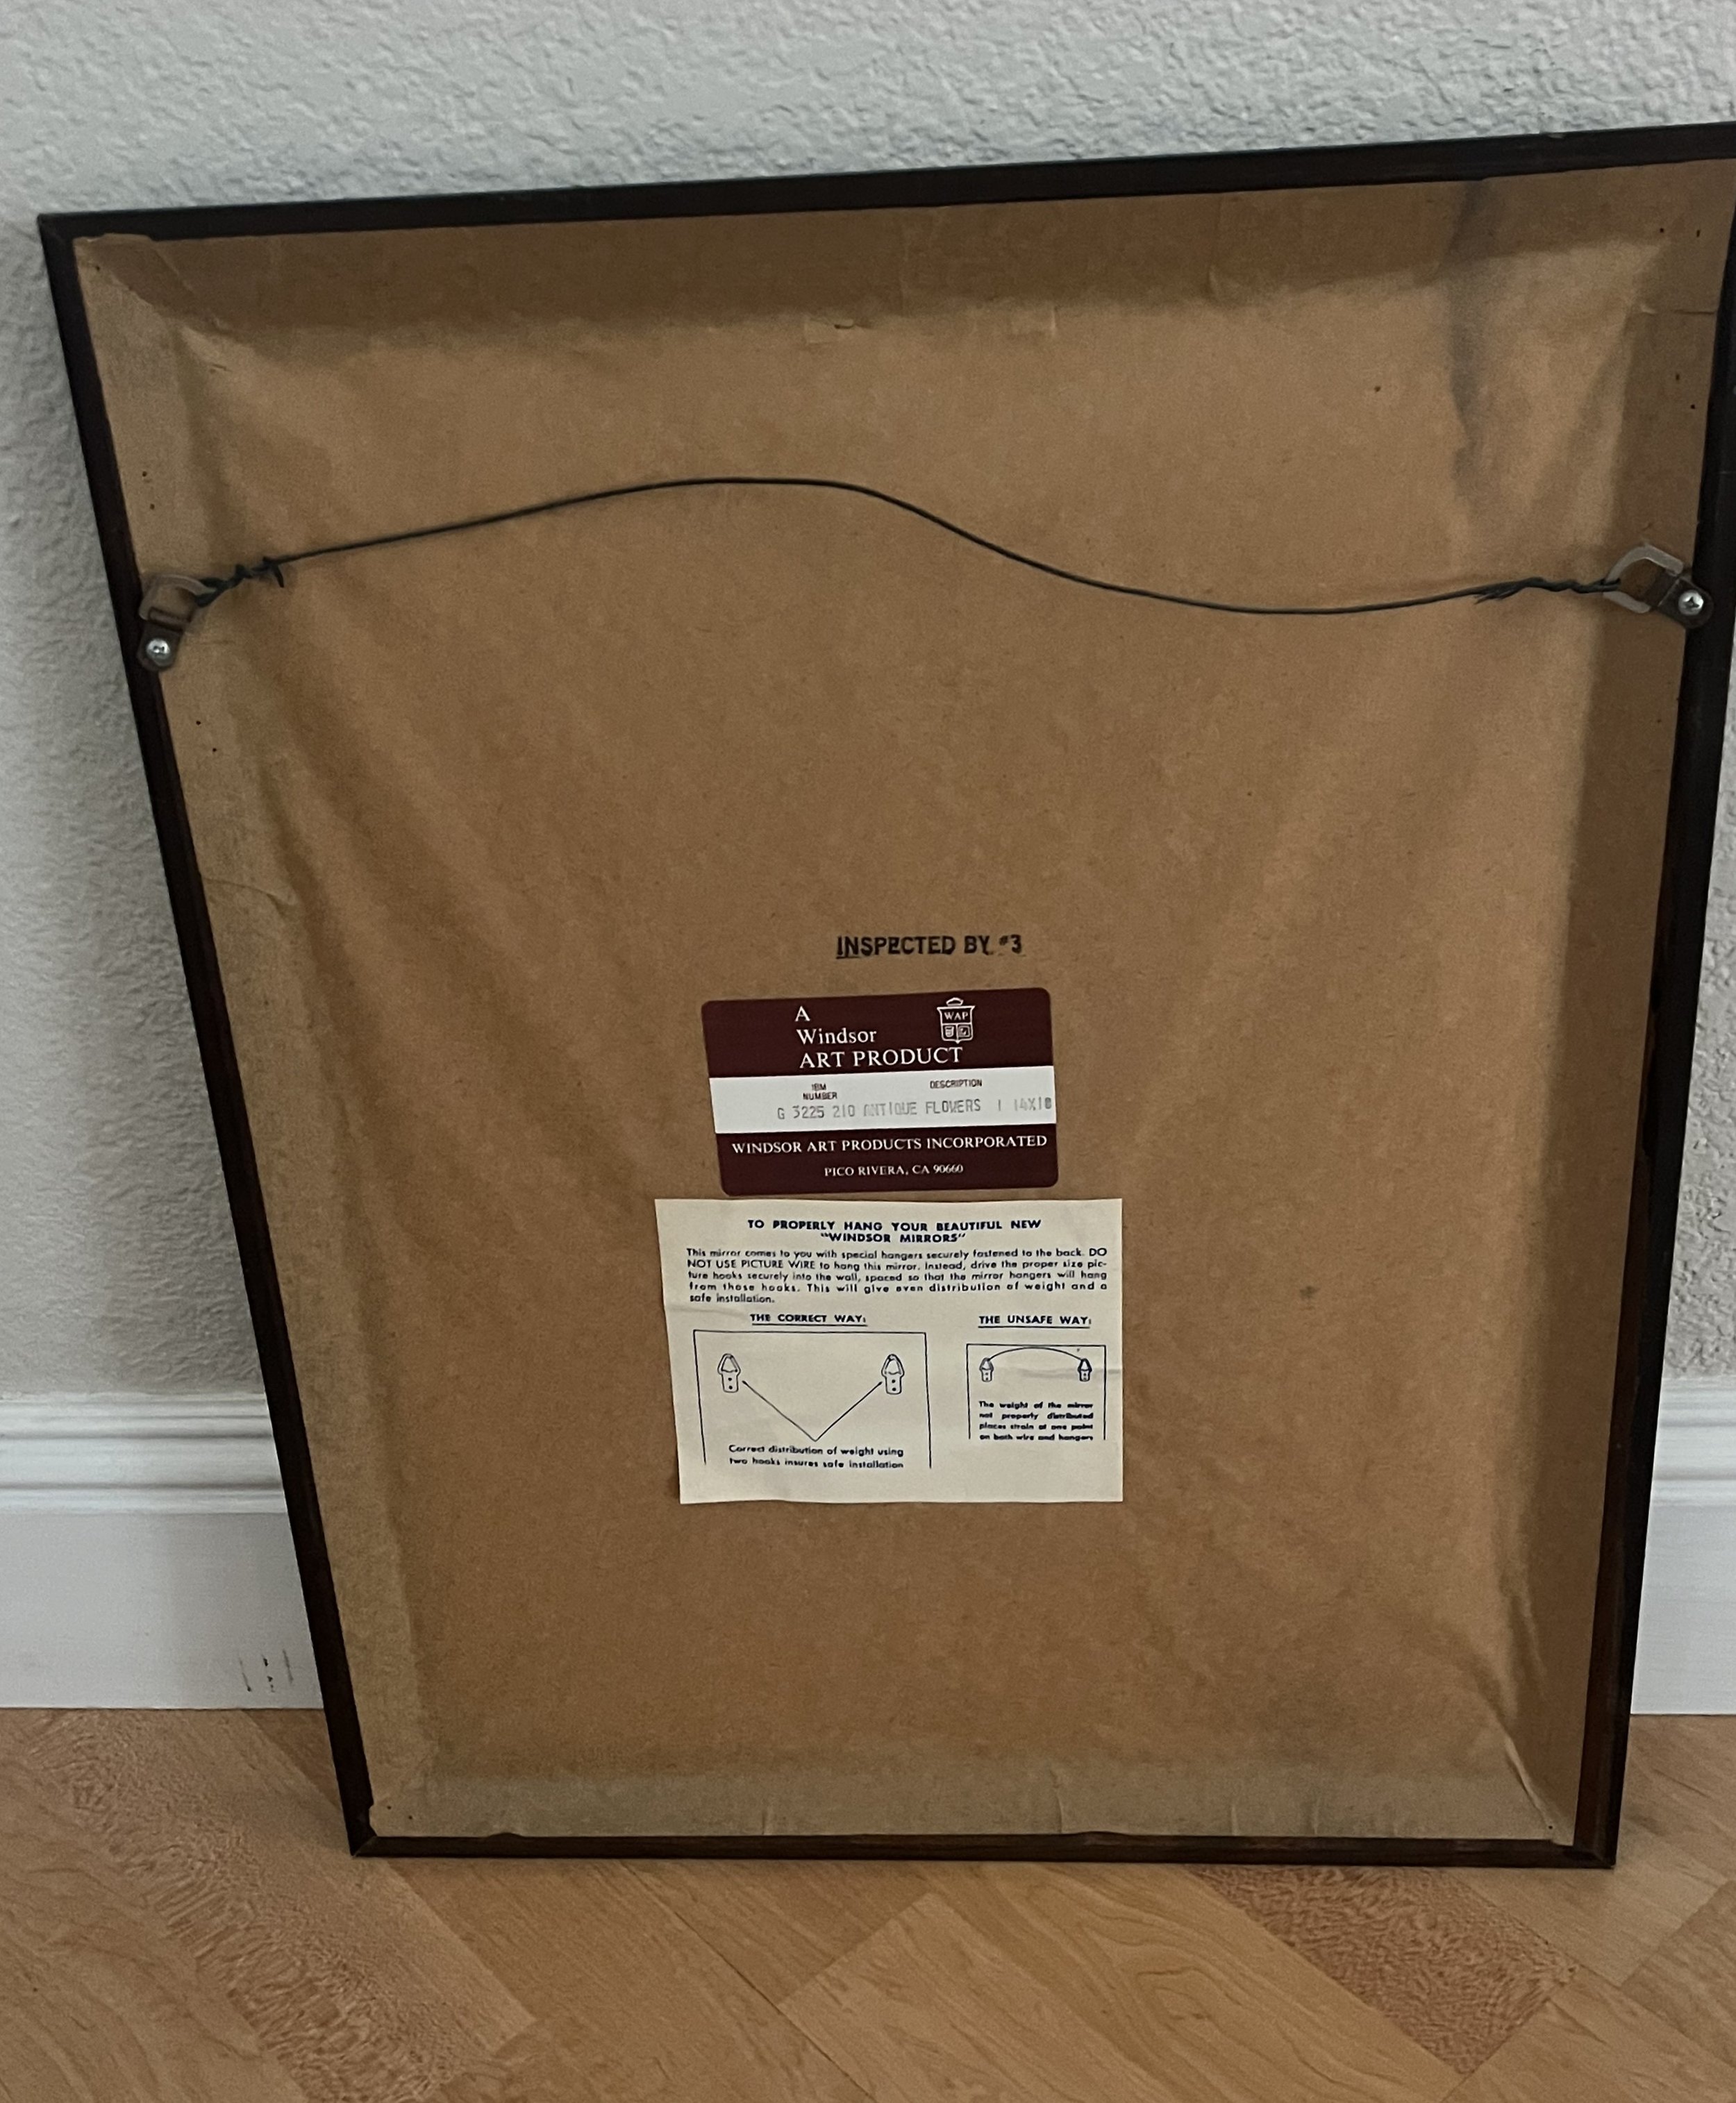 INSPECTED BY #3
A
Windsor
ART PRODUCT
WAP
IBM
NUMBER
DESCRIPTION
G 3225 210 ANTIQUE FLOWERS I 14X18
WINDSOR ART PRODUCTS INCORPORATED
PICO RIVERA, CA 90660
TO PROPERLY HANG YOUR BEAUTIFUL NEW
"WINDSOR MIRRORS"
This mirror comes to you with special hangers securely fastened to the back. DO
NOT USE PICTURE WIRE to hang this mirror. Instead, drive the proper size pic-
ture hooks securely into the wall, spaced so that the mirror hangers will hang
from those hooks. This will give even distribution of weight and a
safe installation.
THE CORRECT WAY:
Correct distribution of weight using
two hooks insures safe installation
THE UNSAFE WAY:
The weight of the mirror
not properly distributed
places strain at one point
on both wire and hangers